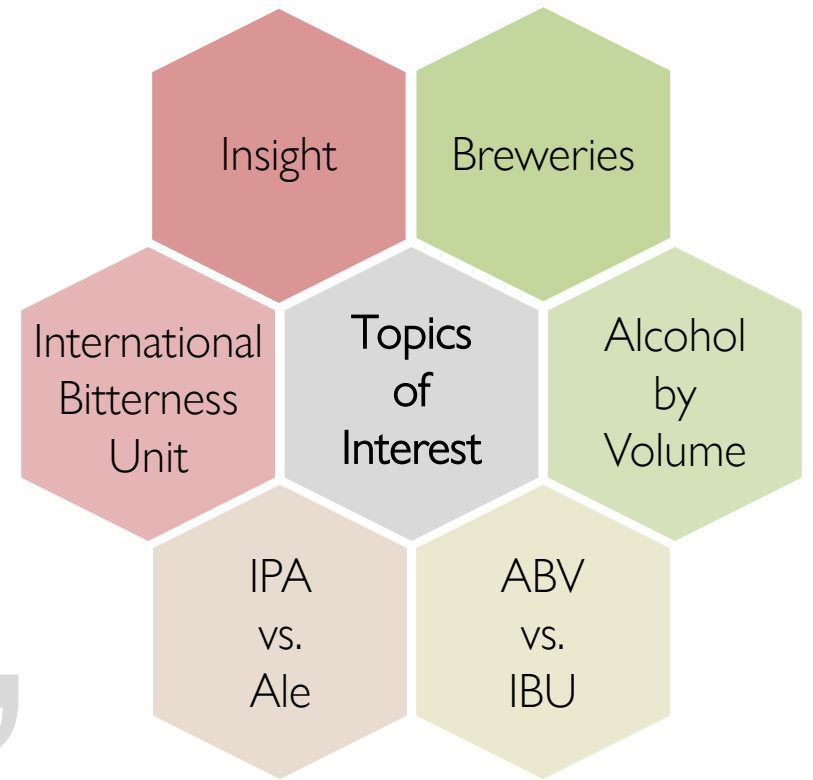 Insight
Breweries
International
Bitterness
Unit
Topics
of
Interest
Alcohol
by
Volume
IPA
vs.
Ale
ABV
vs.
IBU